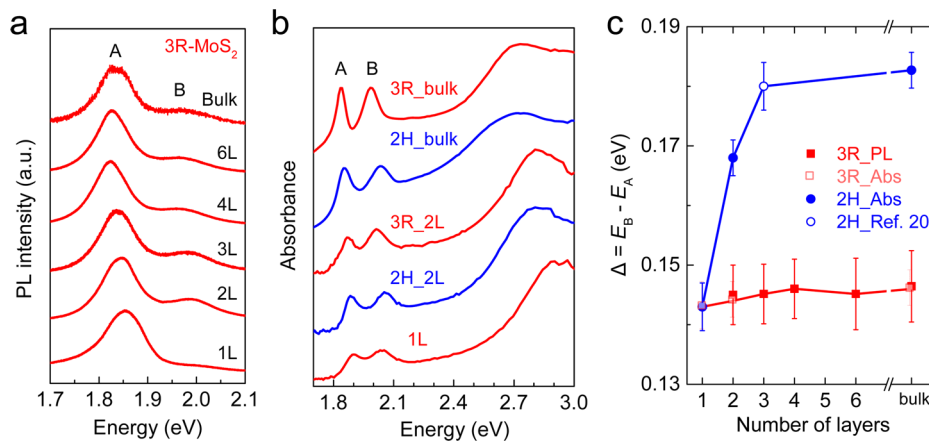 a
3R-MoS₂
A
B
Bulk
6L
4L
3L
2L
1L
PL intensity (a.u.)
1.7 1.8 1.9 2.0 2.1
Energy (eV)
b
A B
3R_bulk
2H_bulk
3R_2L
2H_2L
1L
Absorbance
1.8 2.1 2.4 2.7 3.0
Energy (eV)
c
0.19
0.17
0.15
0.13
Δ = E_B - E_A (eV)
3R_PL
3R_Abs
2H_Abs
2H_Ref. 20
1 2 3 4 5 6 bulk
Number of layers